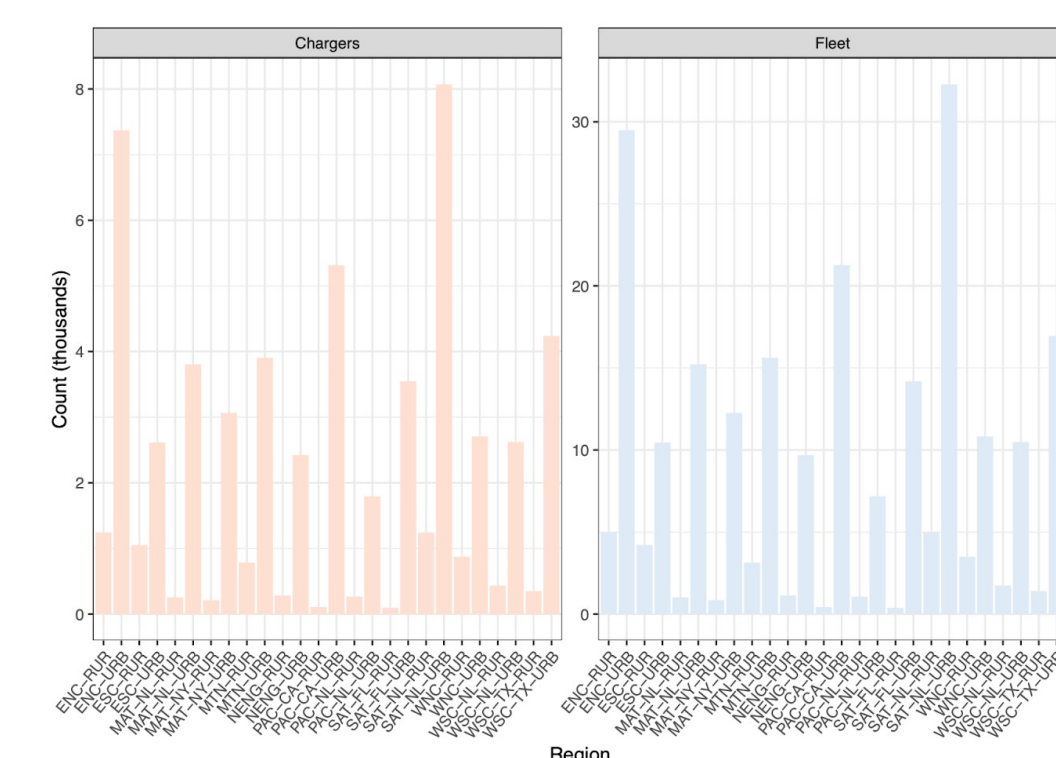 Chargers
Fleet
Count (thousands)
8
6
4
2
0
30
20
10
0
ENC−RUR
ENC−URB
ESC−RUR
ESC−URB
MAT−NL−RUR
MAT−NL−URB
MAT−NY−RUR
MAT−NY−URB
MTN−RUR
MTN−URB
NENG−RUR
NENG−URB
PAC−CA−RUR
PAC−CA−URB
PAC−NL−RUR
PAC−NL−URB
SAT−FL−RUR
SAT−FL−URB
SAT−NL−RUR
SAT−NL−URB
WNC−RUR
WNC−URB
WSC−NL−RUR
WSC−NL−URB
WSC−TX−RUR
WSC−TX−URB
ENC−RUR
ENC−URB
ESC−RUR
ESC−URB
MAT−NL−RUR
MAT−NL−URB
MAT−NY−RUR
MAT−NY−URB
MTN−RUR
MTN−URB
NENG−RUR
NENG−URB
PAC−CA−RUR
PAC−CA−URB
PAC−NL−RUR
PAC−NL−URB
SAT−FL−RUR
SAT−FL−URB
SAT−NL−RUR
SAT−NL−URB
WNC−RUR
WNC−URB
WSC−NL−RUR
WSC−NL−URB
WSC−TX−RUR
WSC−TX−UR
Region